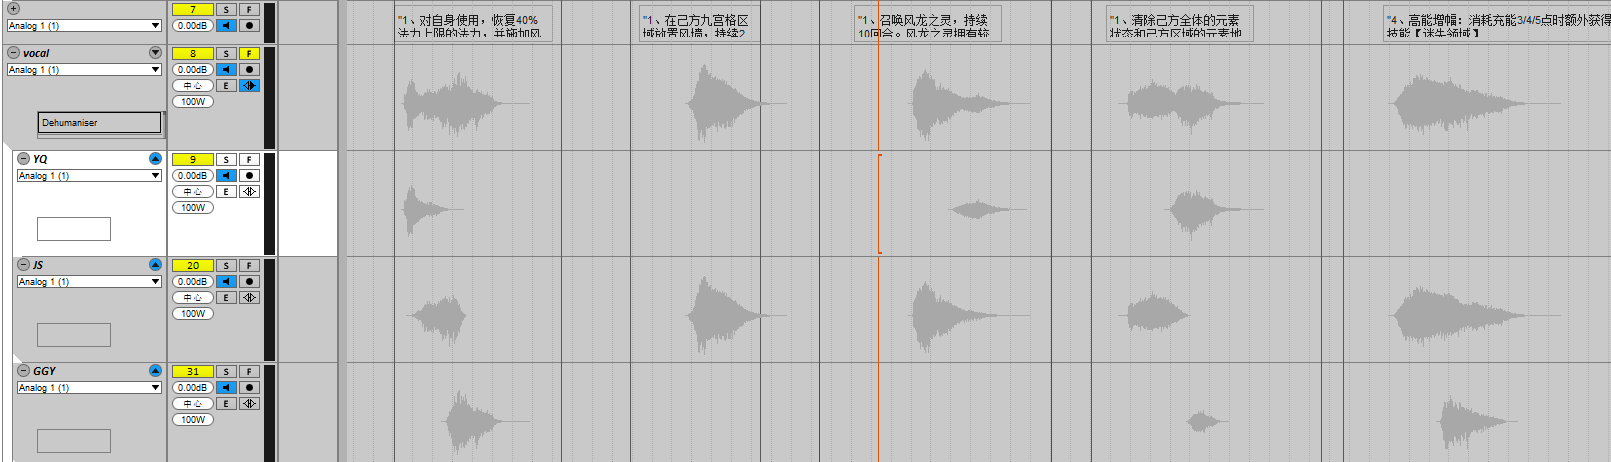 7 S F
Analog 1 (1) 0.00dB
"1、对自身使用，恢复40%
法力上限的法力，并施加风
"1、在己方九宫格区
域放置风墙，持续2
"1、召唤风龙之灵，持续
10回合。风龙之灵拥有较
"1、清除己方全体的元素
状态和己方区域的元素地
"4、高能增幅：消耗充能3/4/5点时额外获得
技能【迷失领域】
vocal 8 S F
Analog 1 (1) 0.00dB
中心 E
100W
Dehumaniser
YQ 9 S F
Analog 1 (1) 0.00dB
中心 E
100W
JS 20 S F
Analog 1 (1) 0.00dB
中心 E
100W
GGY 31 S F
Analog 1 (1) 0.00dB
中心 E
100W